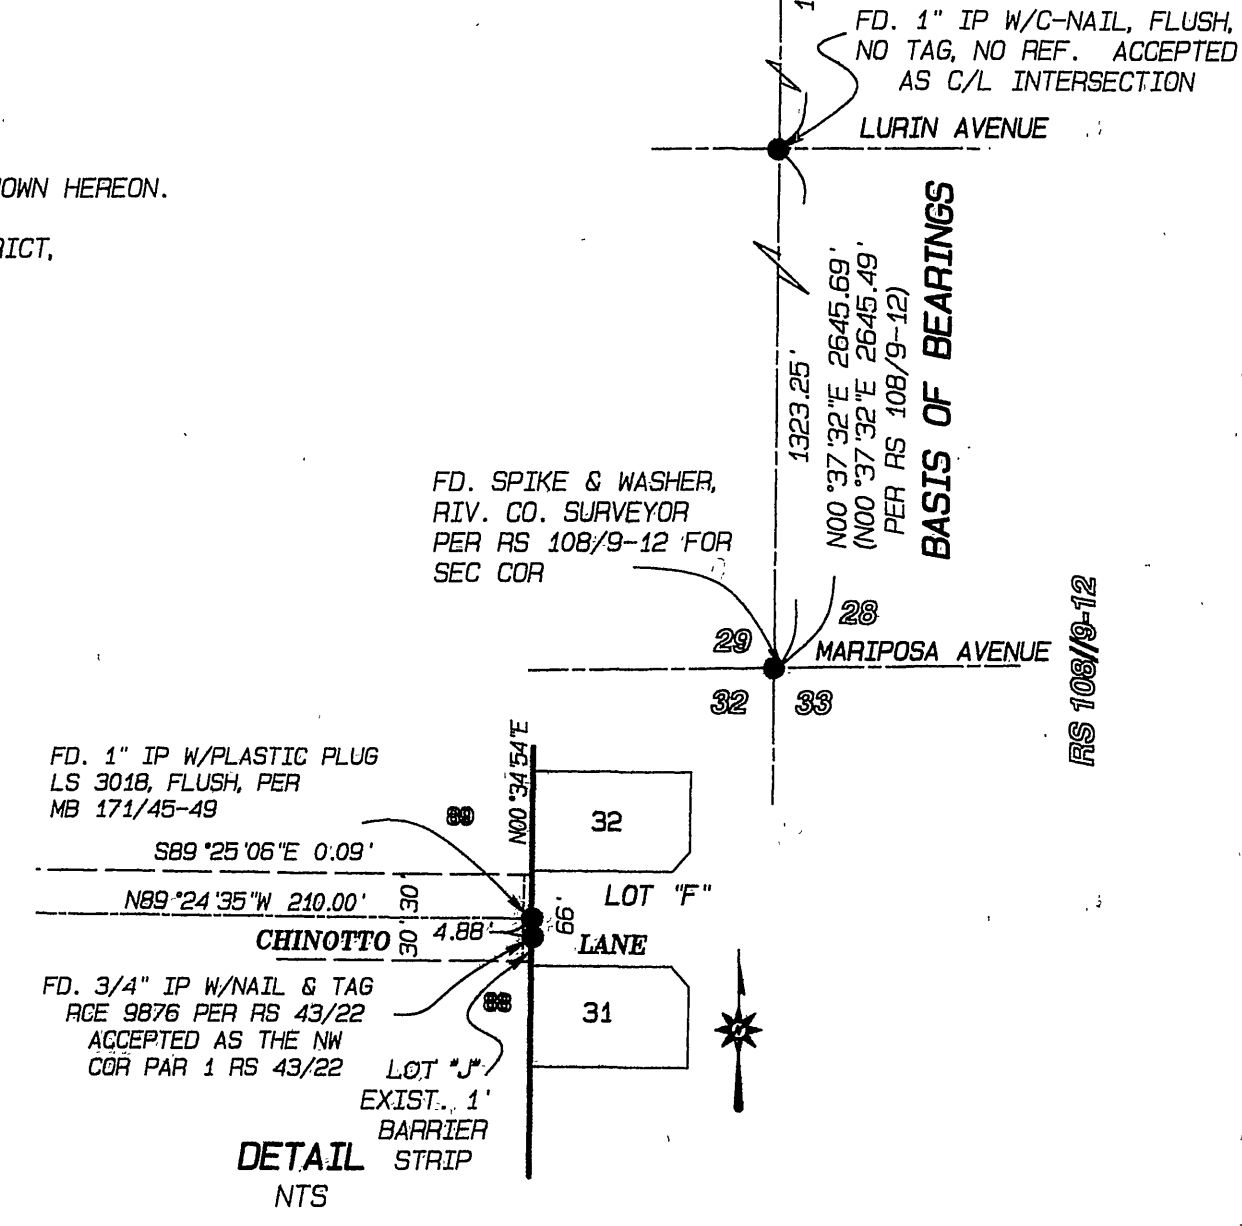 FD. 1" IP W/C-NAIL, FLUSH,
NO TAG, NO REF. ACCEPTED
AS C/L INTERSECTION
LURIN AVENUE
OWN HEREON.
RICT,
1323.25'
N00°37'32"E 2645.69'
(N00°37'32"E 2645.49'
PER RS 108/9-12)
BASIS OF BEARINGS
FD. SPIKE & WASHER,
RIV. CO. SURVEYOR
PER RS 108/9-12 FOR
SEC COR
29
28
MARIPOSA AVENUE
32
33
RS 108//9-12
FD. 1" IP W/PLASTIC PLUG
LS 3018, FLUSH, PER
MB 171/45-49
89
N00°34'54"E
32
S89°25'06"E 0.09'
LOT "F"
N89°24'35"W 210.00'
30'
30'
66'
4.88'
CHINOTTO
LANE
FD. 3/4" IP W/NAIL & TAG
RCE 9876 PER RS 43/22
ACCEPTED AS THE NW
COR PAR 1 RS 43/22
88
31
N
LOT "J"
EXIST. 1'
BARRIER
STRIP
DETAIL
NTS